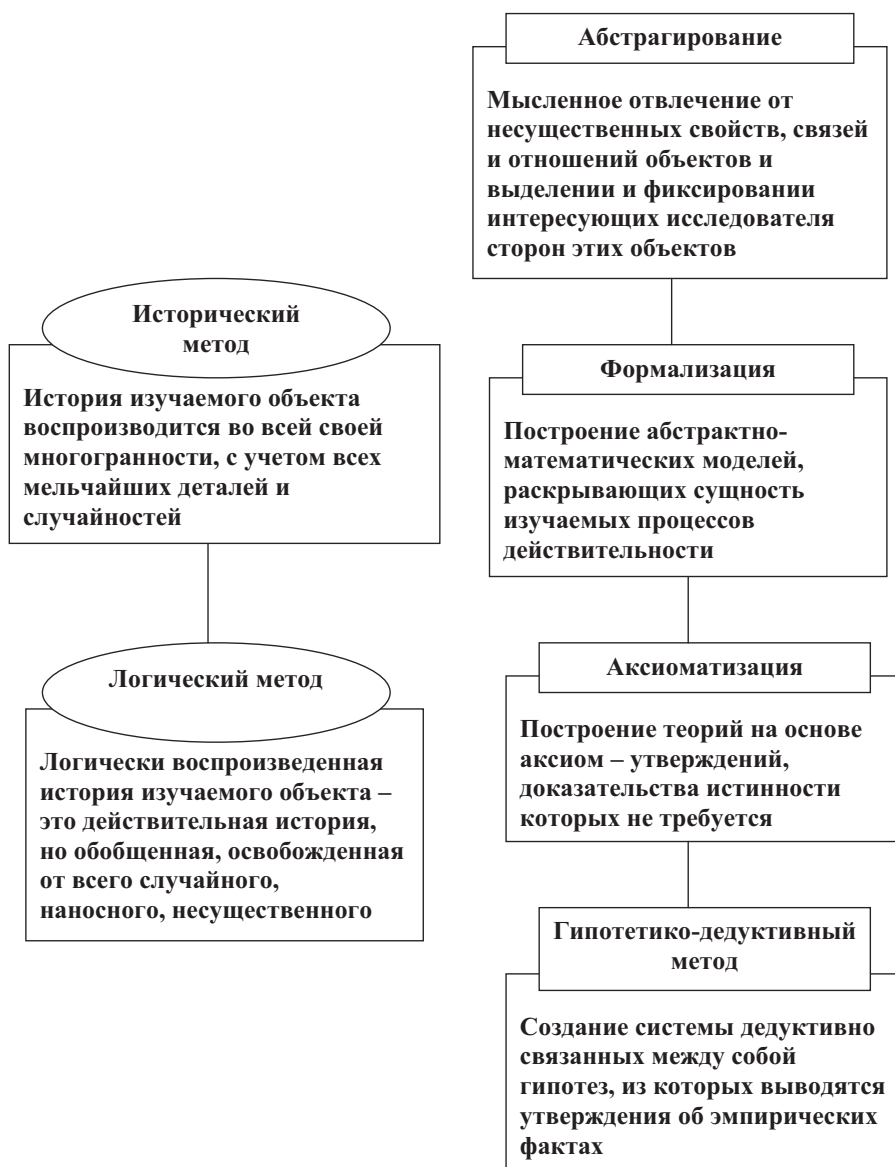 Исторический
метод
История изучаемого объекта
воспроизводится во всей своей
многогранности, с учетом всех
мельчайших деталей и
случайностей
Логический метод
Логически воспроизведенная
история изучаемого объекта –
это действительная история,
но обобщенная, освобожденная
от всего случайного,
наносного, несущественного
Абстрагирование
Мысленное отвлечение от
несущественных свойств, связей
и отношений объектов и
выделении и фиксировании
интересующих исследователя
сторон этих объектов
Формализация
Построение абстрактно-
математических моделей,
раскрывающих сущность
изучаемых процессов
действительности
Аксиоматизация
Построение теорий на основе
аксиом – утверждений,
доказательства истинности
которых не требуется
Гипотетико-дедуктивный
метод
Создание системы дедуктивно
связанных между собой
гипотез, из которых выводятся
утверждения об эмпирических
фактах